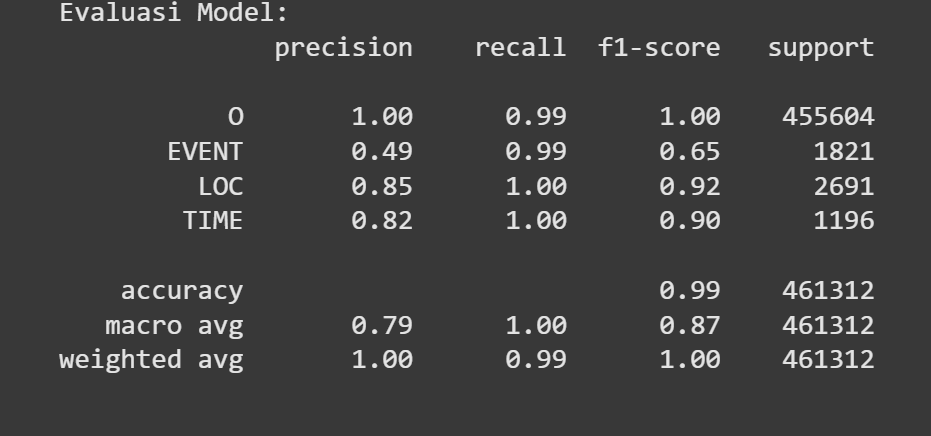 Evaluasi Model:
precision recall f1-score support
O 1.00 0.99 1.00 455604
EVENT 0.49 0.99 0.65 1821
LOC 0.85 1.00 0.92 2691
TIME 0.82 1.00 0.90 1196
accuracy 0.99 461312
macro avg 0.79 1.00 0.87 461312
weighted avg 1.00 0.99 1.00 461312